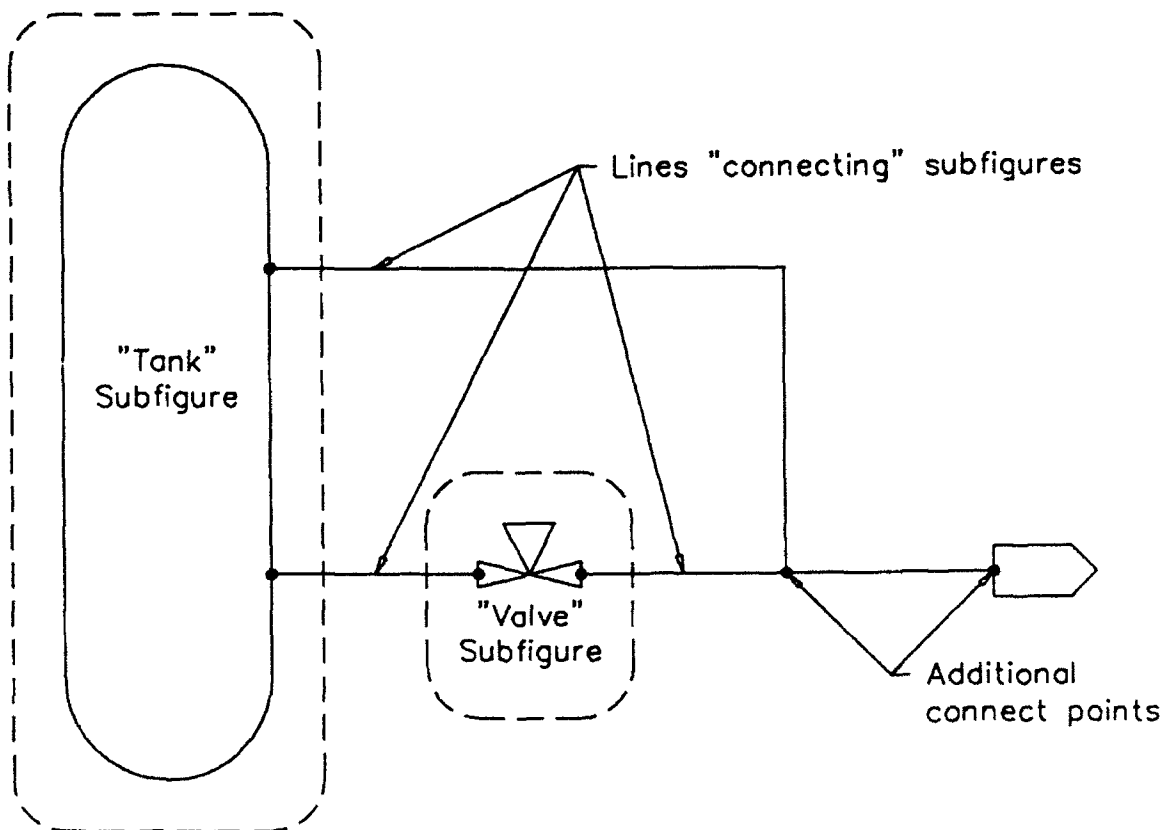 Lines "connecting" subfigures
"Tank"
Subfigure
"Valve"
Subfigure
Additional
connect points